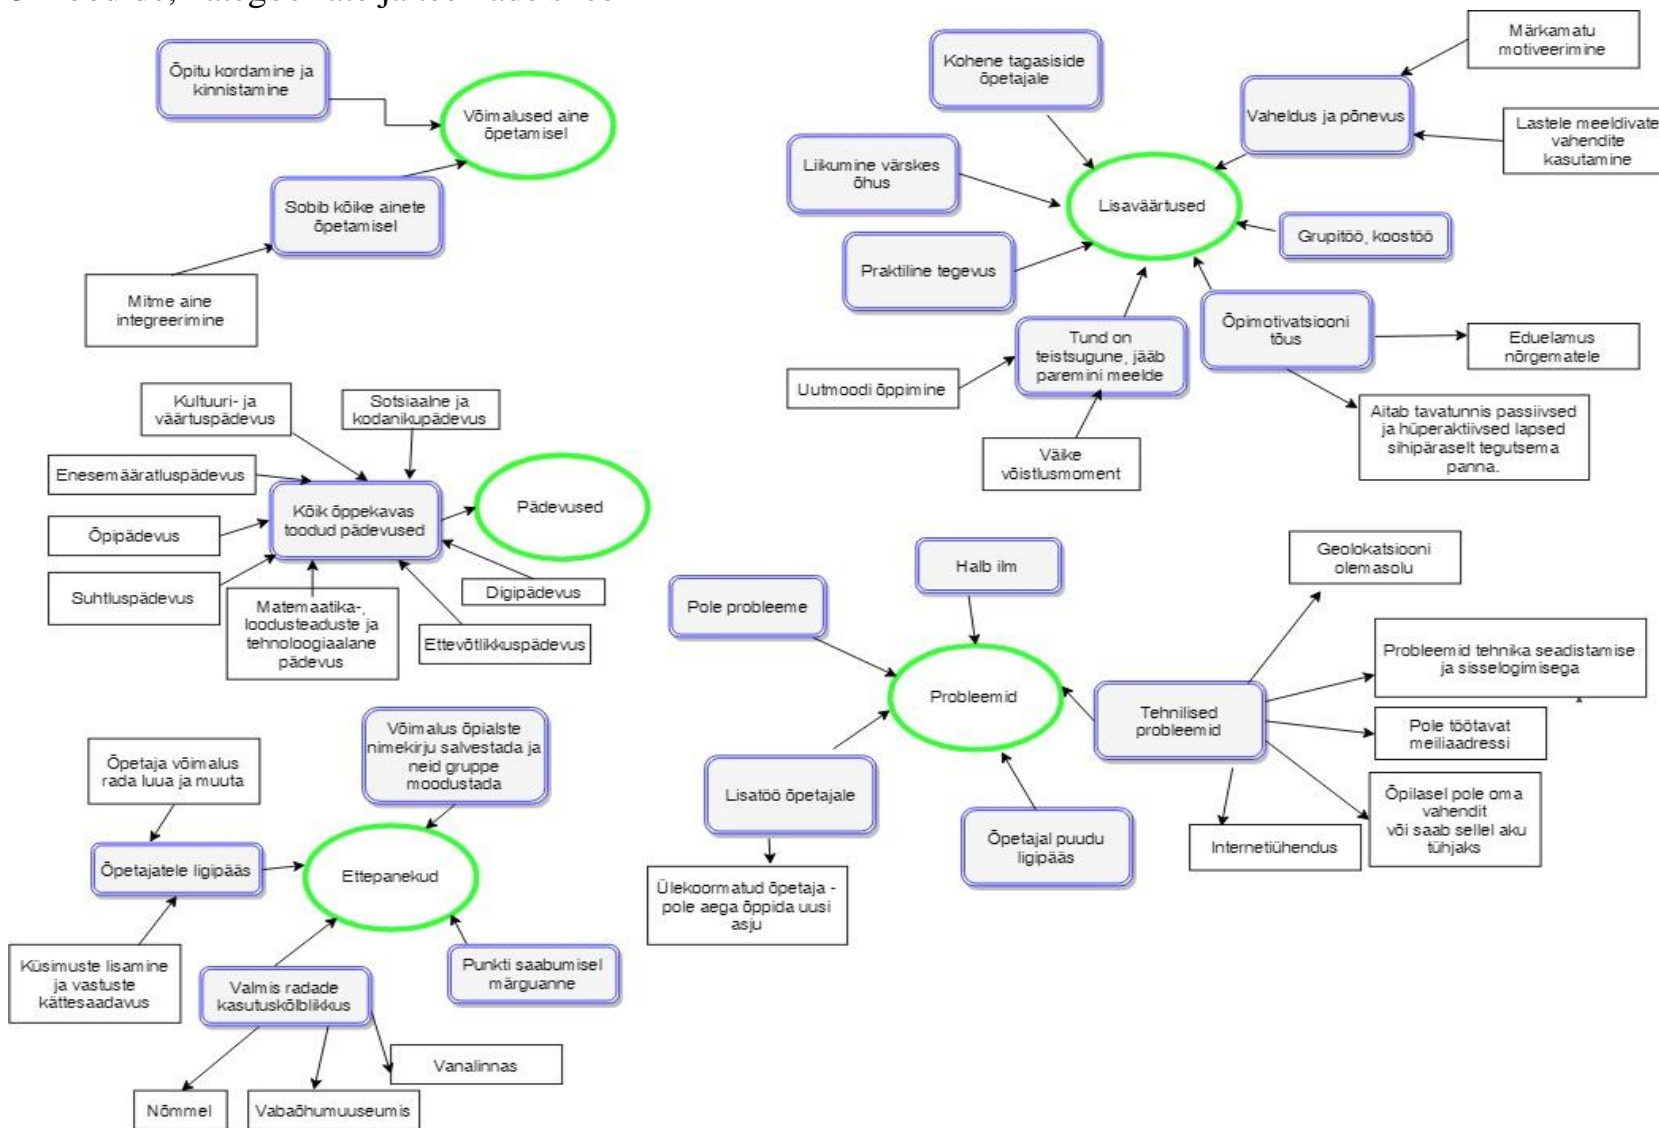 Õpitu kordamine ja
kinnistamine
Võimalused aine
õpetamisel
Sobib kõike ainete
õpetamisel
Mitme aine
integreerimine
Kohene tagasiside
õpetajale
Märkamatu
motiveerimine
Vaheldus ja põnevus
Lastele meeldivate
vahendite
kasutamine
Liikumine värskes
õhus
Lisaväärtused
Grupitöö, koostöö
Praktiline tegevus
Õpimotivatsiooni
tõus
Tund on
teistsugune, jääb
paremini meelde
Eduelamus
nõrgematele
Uutmoodi õppimine
Aitab tavatunnis passiivsed
ja hüperaktiivsed lapsed
sihipäraselt tegutsema
panna.
Väike
võistlusmoment
Kultuuri- ja
väärtuspädevus
Sotsiaalne ja
kodanikupädevus
Enesemääratluspädevus
Kõik õppekavas
toodud pädevused
Pädevused
Õpipädevus
Suhtluspädevus
Matemaatika-,
loodusteaduste ja
tehnoloogiaalane
pädevus
Digipädevus
Ettevõtlikkuspädevus
Halb ilm
Geolokatsiooni
olemasolu
Pole probleeme
Probleemid tehnika seadistamise
ja sisselogimisega
Probleemid
Tehnilised
probleemid
Pole töötavat
meiliaadressi
Lisatöö õpetajale
Õpilasel pole oma
vahendit
või saab sellel aku
tühjaks
Õpetajal puudu
ligipääs
Internetiühendus
Ülekoormatud õpetaja -
pole aega õppida uusi
asju
Võimalus õpialste
nimekirju salvestada ja
neid gruppe
moodustada
Õpetaja võimalus
rada luua ja muuta
Õpetajatele ligipääs
Ettepanekud
Küsimuste lisamine
ja vastuste
kättesaadavus
Valmis radade
kasutuskõlblikkus
Punkti saabumisel
märguanne
Vanalinnas
Nõmmel
Vabaõhumuuseumis